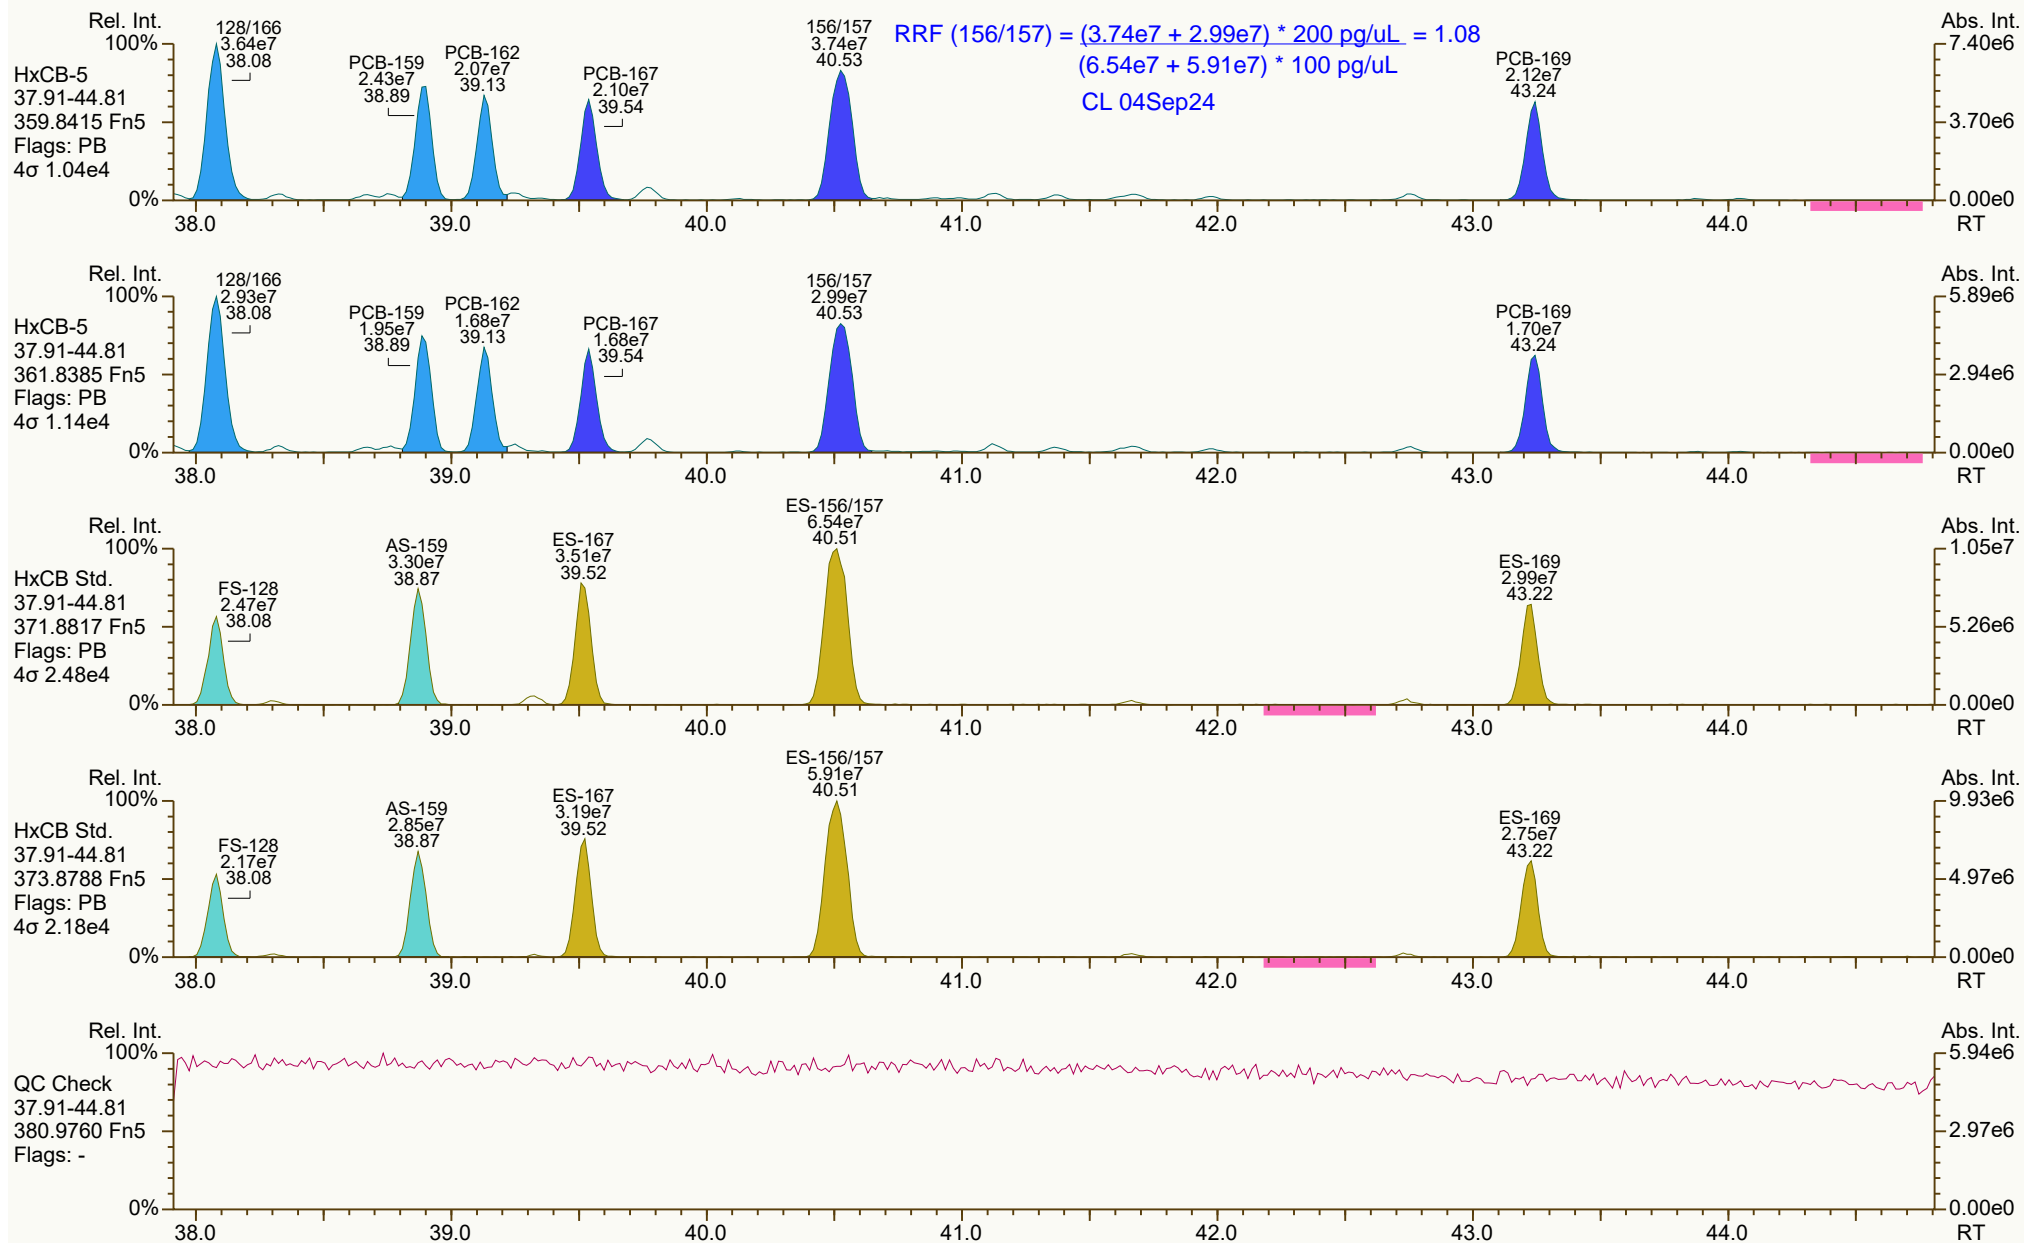 Rel. Int.
Abs. Int.
HxCB-5
37.91-44.81
359.8415 Fn5
Flags: PB
4σ 1.04e4
100%
0%
128/166
3.64e7
38.08
PCB-159
2.43e7
38.89
PCB-162
2.07e7
39.13
PCB-167
2.10e7
39.54
156/157
3.74e7
40.53
RRF (156/157) = (3.74e7 + 2.99e7) * 200 pg/uL = 1.08
(6.54e7 + 5.91e7) * 100 pg/uL
CL 04Sep24
PCB-169
2.12e7
43.24
7.40e6
3.70e6
0.00e0
38.0 39.0 40.0 41.0 42.0 43.0 44.0 RT
Rel. Int.
Abs. Int.
HxCB-5
37.91-44.81
361.8385 Fn5
Flags: PB
4σ 1.14e4
100%
0%
128/166
2.93e7
38.08
PCB-159
1.95e7
38.89
PCB-162
1.68e7
39.13
PCB-167
1.68e7
39.54
156/157
2.99e7
40.53
PCB-169
1.70e7
43.24
5.89e6
2.94e6
0.00e0
38.0 39.0 40.0 41.0 42.0 43.0 44.0 RT
Rel. Int.
Abs. Int.
HxCB Std.
37.91-44.81
371.8817 Fn5
Flags: PB
4σ 2.48e4
100%
0%
FS-128
2.47e7
38.08
AS-159
3.30e7
38.87
ES-167
3.51e7
39.52
ES-156/157
6.54e7
40.51
ES-169
2.99e7
43.22
1.05e7
5.26e6
0.00e0
38.0 39.0 40.0 41.0 42.0 43.0 44.0 RT
Rel. Int.
Abs. Int.
HxCB Std.
37.91-44.81
373.8788 Fn5
Flags: PB
4σ 2.18e4
100%
0%
FS-128
2.17e7
38.08
AS-159
2.85e7
38.87
ES-167
3.19e7
39.52
ES-156/157
5.91e7
40.51
ES-169
2.75e7
43.22
9.93e6
4.97e6
0.00e0
38.0 39.0 40.0 41.0 42.0 43.0 44.0 RT
Rel. Int.
Abs. Int.
QC Check
37.91-44.81
380.9760 Fn5
Flags: -
100%
0%
5.94e6
2.97e6
0.00e0
38.0 39.0 40.0 41.0 42.0 43.0 44.0 RT